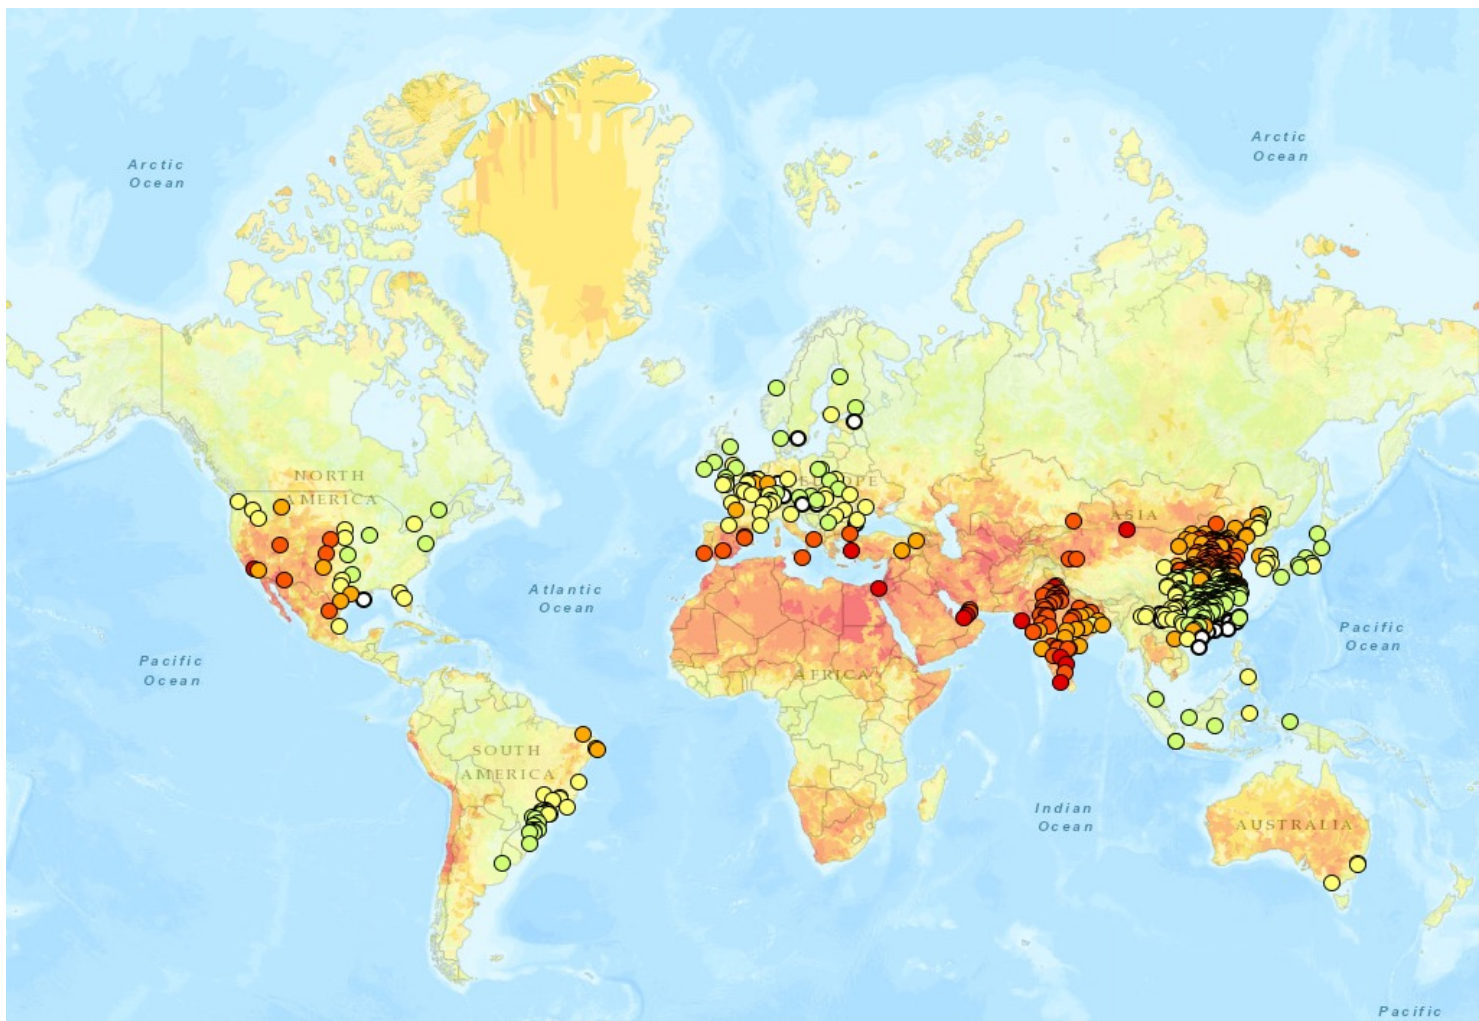 Arctic
Ocean
Arctic
Ocean
NORTH
AMERICA
EUROPE
ASIA
Atlantic
Ocean
Pacific
Ocean
Pacific
Ocean
AFRICA
SOUTH
AMERICA
Indian
Ocean
AUSTRALIA
Pacific